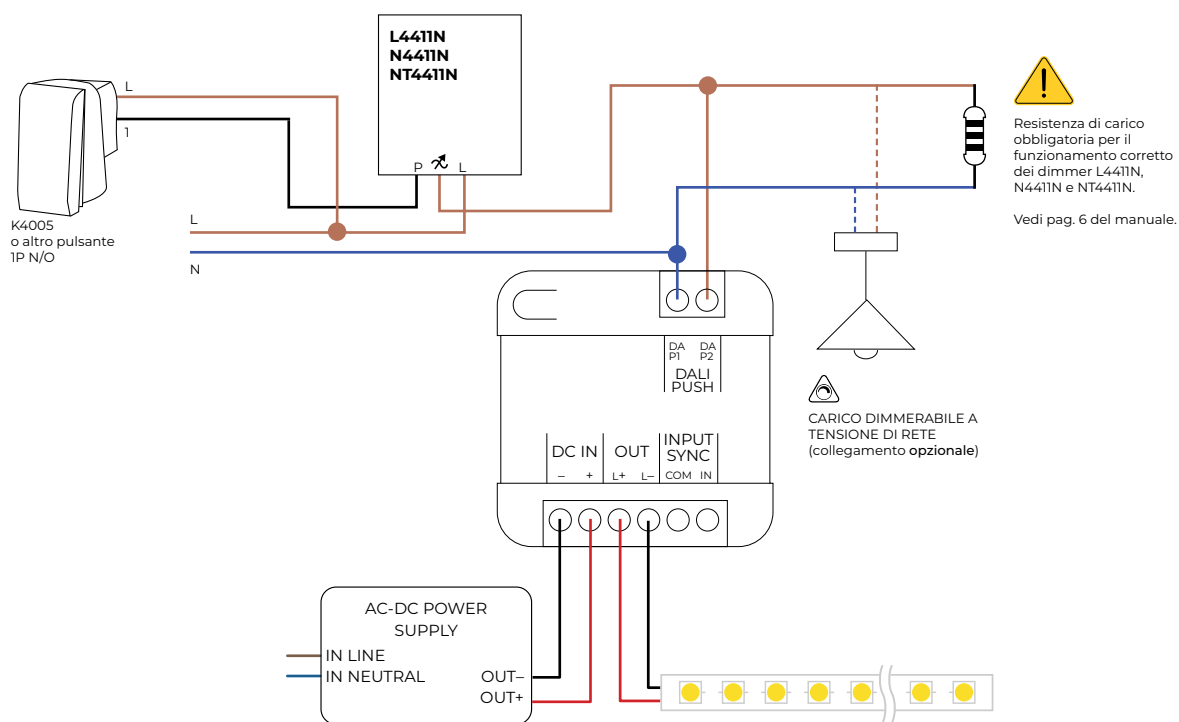 L4411N
N4411N
NT4411N
P
L
L
1
K4005
o altro pulsante
1P N/O
L
N
Resistenza di carico
obbligatoria per il
funzionamento corretto
dei dimmer L4411N,
N4411N e NT4411N.
Vedi pag. 6 del manuale.
DA
P1
DA
P2
DALI
PUSH
CARICO DIMMERABILE A
TENSIONE DI RETE
(collegamento opzionale)
DC IN
OUT
INPUT
SYNC
–
+
L+
L–
COM
IN
AC-DC POWER
SUPPLY
IN LINE
IN NEUTRAL
OUT–
OUT+